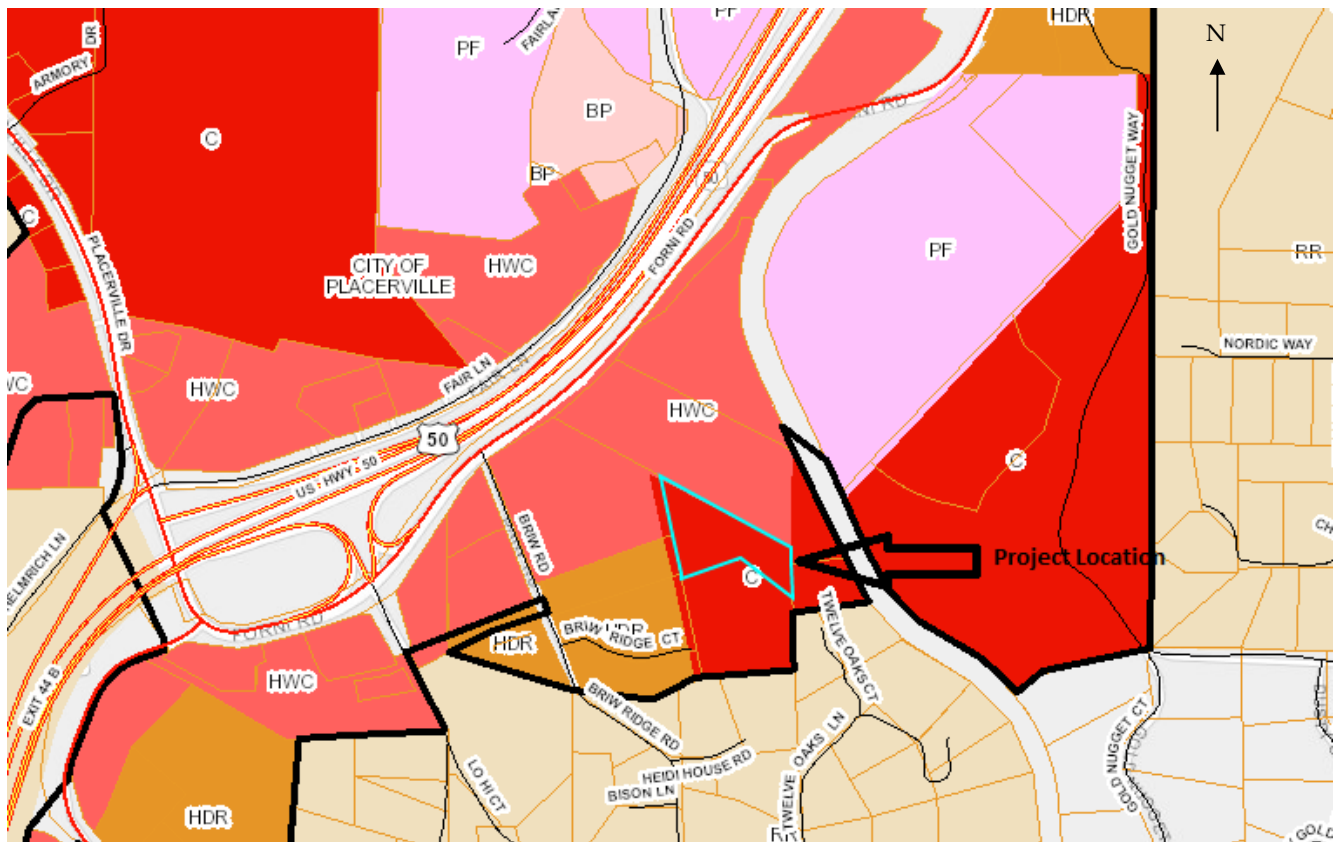 PF
FAIRLA
PF
HDR
N
ARMORY DR
BP
C
BP
C
PLACERVILLE DR
CITY OF
PLACERVILLE
HWC
50
FORNI RD
GOLD NUGGET WAY
PF
RR
NORDIC WAY
HWC
FAIR LN
HWC
50
US HWY 50
C
HELMRICH LN
BRIW RD
Project Location
C
EXIT 44 B
FORNI RD
HDR
BRIW RIDGE CT
HDR
TWELVE OAKS CT
HWC
BRIW RIDGE RD
LO HI CT
HEIDI HOUSE RD
BISON LN
TWELVE OAKS LN
GOLD NUGGET CT
HDR